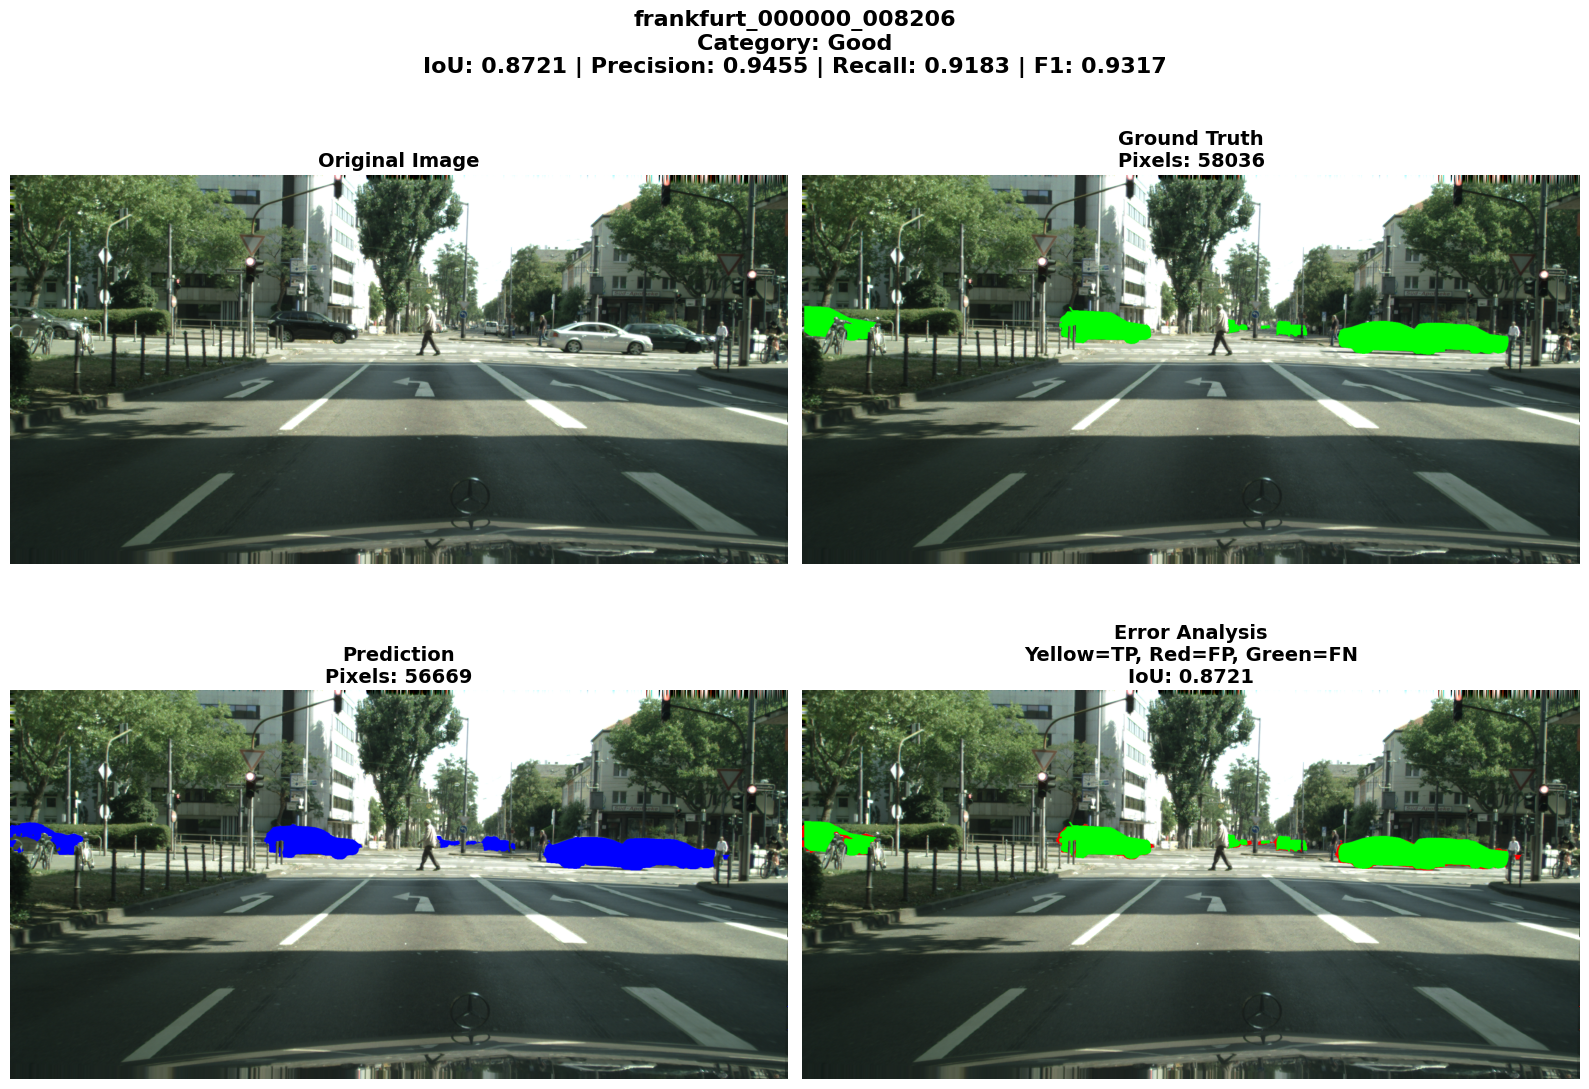 frankfurt_000000_008206
Category: Good
IoU: 0.8721 | Precision: 0.9455 | Recall: 0.9183 | F1: 0.9317
Original Image
Ground Truth
Pixels: 58036
Prediction
Pixels: 56669
Error Analysis
Yellow=TP, Red=FP, Green=FN
IoU: 0.8721